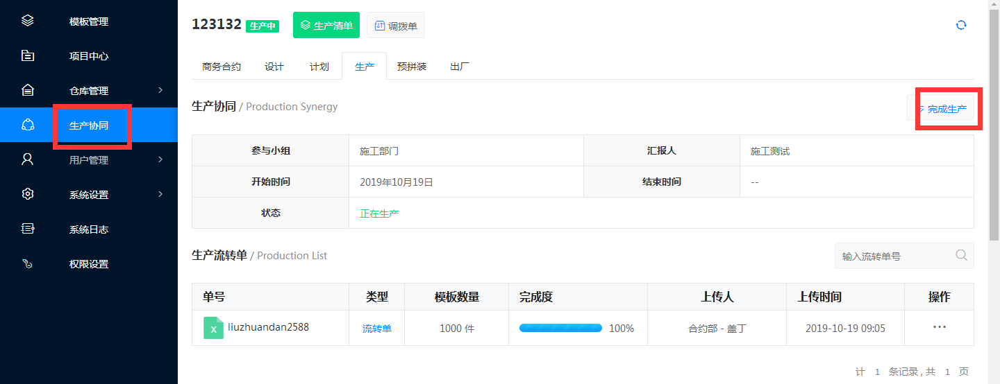 模板管理
项目中心
仓库管理
生产协同
用户管理
系统设置
系统日志
权限设置
123132 生产中 生产清单 调拨单
商务合约 设计 计划 生产 预拼装 出厂
生产协同 / Production Synergy 完成生产
参与小组 施工部门 汇报人 施工测试
开始时间 2019年10月19日 结束时间 --
状态 正在生产
生产流转单 / Production List 输入流转单号
单号 类型 模板数量 完成度 上传人 上传时间 操作
X liuzhuandan2588 流转单 1000 件 100% 合约部 - 盖丁 2019-10-19 09:05 ···
计 1 条记录 , 共 1 页